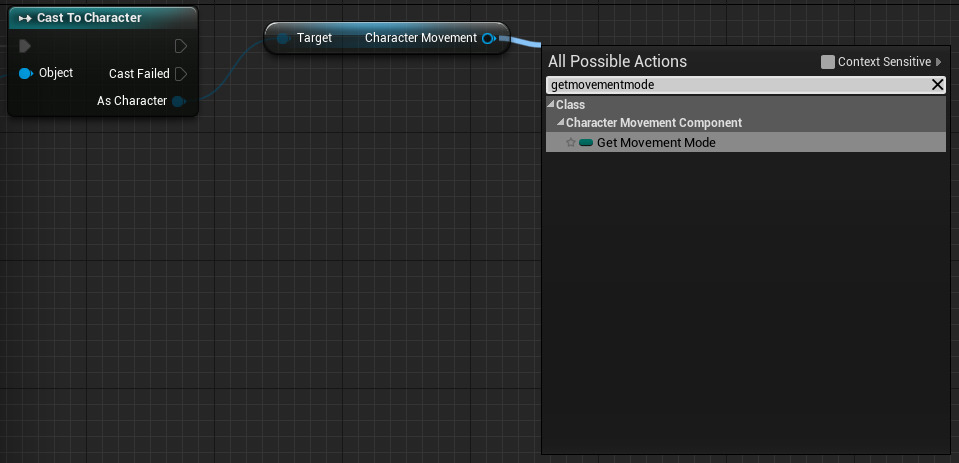 Cast To Character
Object
Cast Failed
As Character
Target
Character Movement
All Possible Actions
Context Sensitive
getmovementmode
Class
Character Movement Component
Get Movement Mode